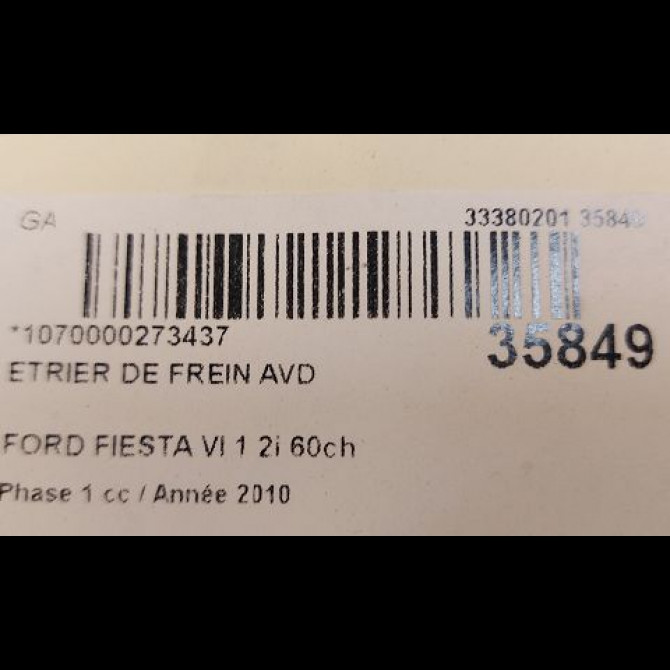 GA
33380201 35849
*1070000273437
35849
ETRIER DE FREIN AVD
FORD FIESTA VI 1 2i 60ch
Phase 1 cc / Année 2010